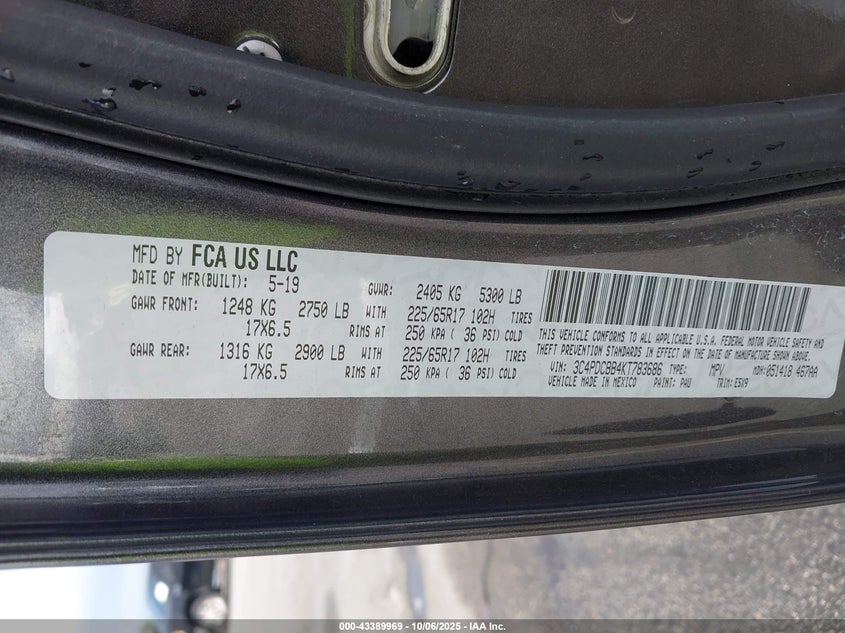 MFD BY FCA US LLC
DATE OF MFR(BUILT): 5-19 GVWR: 2405 KG 5300 LB
GAWR FRONT: 1248 KG 2750 LB WITH 225/65R17 102H TIRES
17X6.5 RIMS AT 250 KPA ( 36 PSI) COLD
GAWR REAR: 1316 KG 2900 LB WITH 225/65R17 102H TIRES
17X6.5 RIMS AT 250 KPA ( 36 PSI) COLD
THIS VEHICLE CONFORMS TO ALL APPLICABLE U.S.A. FEDERAL MOTOR VEHICLE SAFETY AND
THEFT PREVENTION STANDARDS IN EFFECT ON THE DATE OF MANUFACTURE SHOWN ABOVE.
VIN: 3C4PDCBB4KT783686 TYPE: MPV MDH: 051418 467AA
VEHICLE MADE IN MEXICO PAINT: PAU TRIM: E5X9
000-43389969 - 10/06/2025 - IAA Inc.